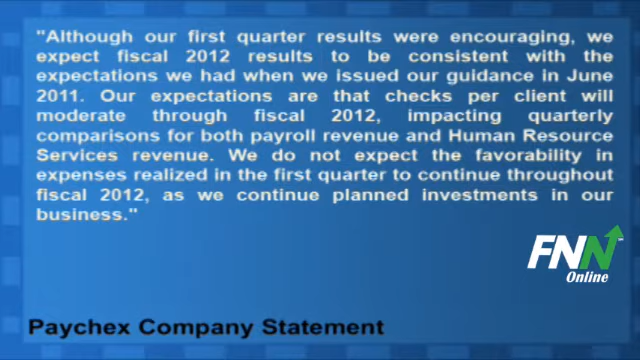 "Although our first quarter results were encouraging, we
expect fiscal 2012 results to be consistent with the
expectations we had when we issued our guidance in June
2011. Our expectations are that checks per client will
moderate through fiscal 2012, impacting quarterly
comparisons for both payroll revenue and Human Resource
Services revenue. We do not expect the favorability in
expenses realized in the first quarter to continue throughout
fiscal 2012, as we continue planned investments in our
business."
FNN
Online
Paychex Company Statement